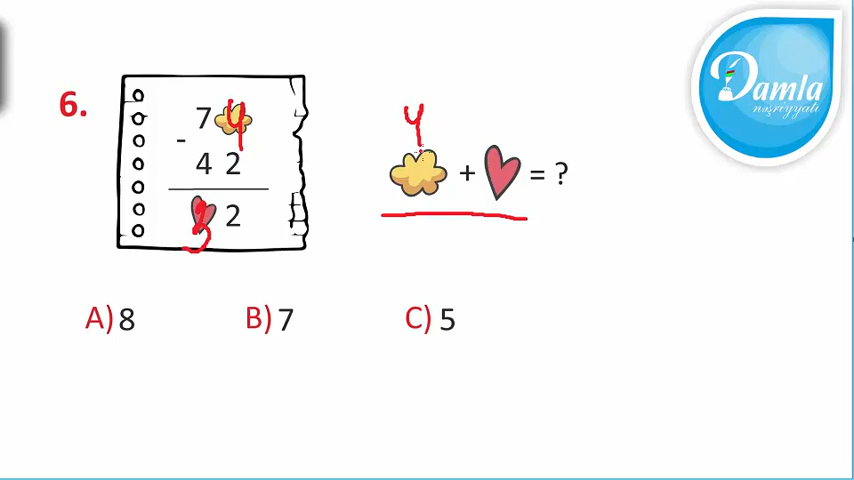 6.
7 4
- 4 2
3 2
4
+ = ?
A) 8 B) 7 C) 5
Damla
nəşriyyatı